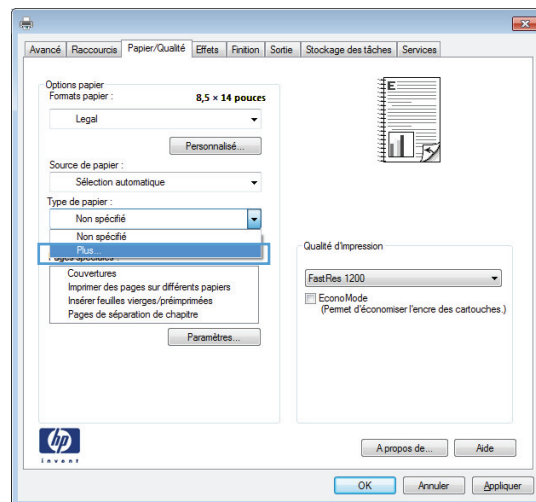 Avancé Raccourcis Papier/Qualité Effets Finition Sortie Stockage des tâches Services
Options papier
Formats papier :
8,5 × 14 pouces
Legal
Personnalisé...
Source de papier :
Sélection automatique
Type de papier :
Non spécifié
Non spécifié
Plus...
Pages spéciales :
Couvertures
Imprimer des pages sur différents papiers
Insérer feuilles vierges/préimprimées
Pages de séparation de chapitre
Paramètres...
E
Qualité d'impression
FastRes 1200
EconoMode
(Permet d'économiser l'encre des cartouches.)
hp
invent
A propos de... Aide
OK Annuler Appliquer